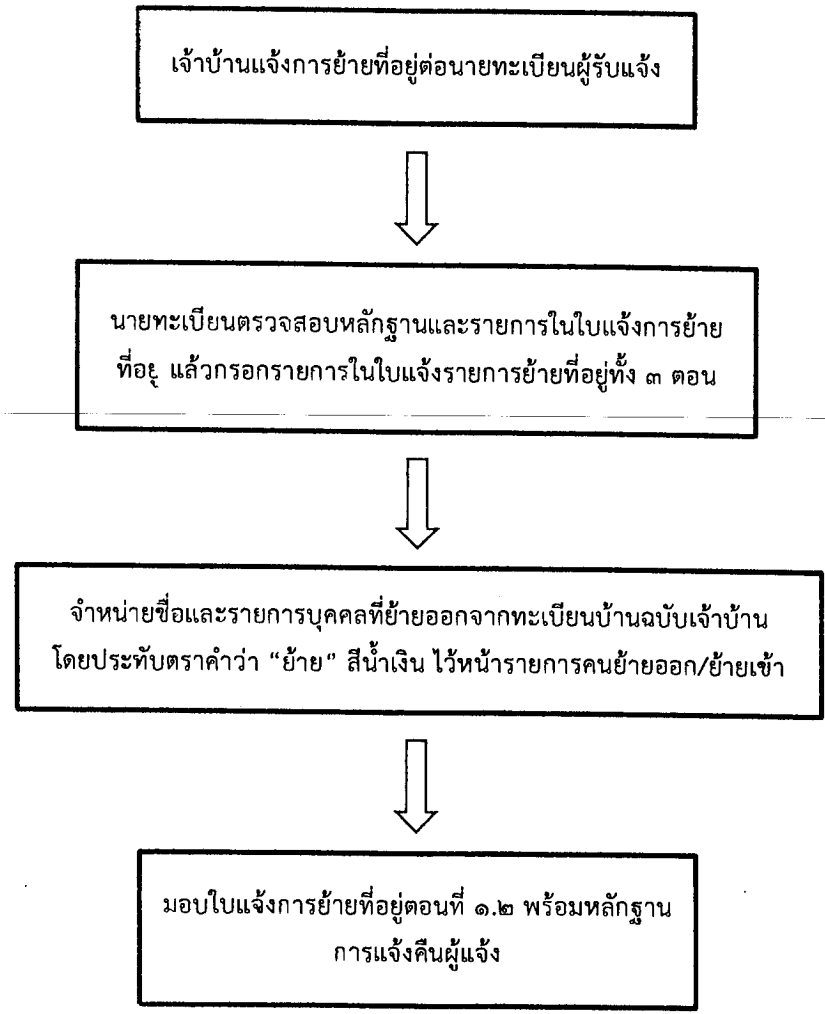 เจ้าบ้านแจ้งการย้ายที่อยู่ต่อนายทะเบียนผู้รับแจ้ง
นายทะเบียนตรวจสอบหลักฐานและรายการในใบแจ้งการย้าย
ที่อยู่ แล้วกรอกรายการในใบแจ้งรายการย้ายที่อยู่ทั้ง ๓ ตอน
จำหน่ายชื่อและรายการบุคคลที่ย้ายออกจากทะเบียนบ้านฉบับเจ้าบ้าน
โดยประทับตราคำว่า “ย้าย” สีน้ำเงิน ไว้หน้ารายการคนย้ายออก/ย้ายเข้า
มอบใบแจ้งการย้ายที่อยู่ตอนที่ ๑.๒ พร้อมหลักฐาน
การแจ้งคืนผู้แจ้ง